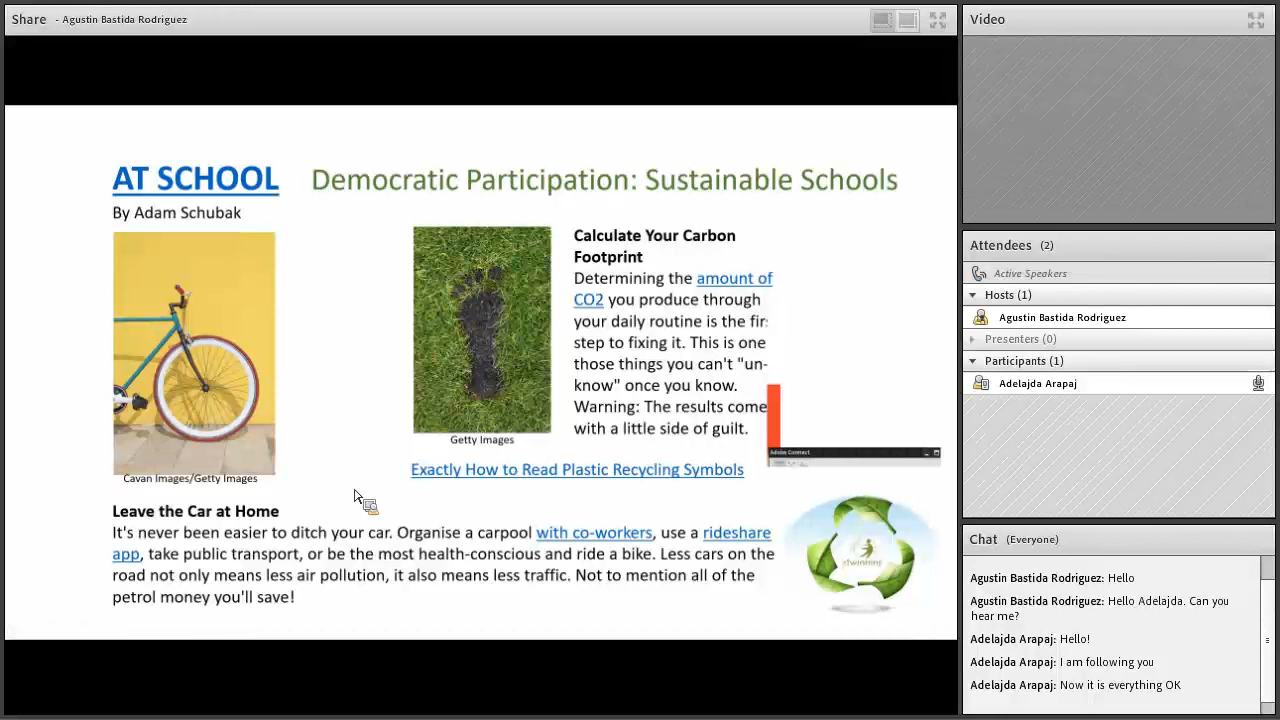 Share - Agustin Bastida Rodriguez
AT SCHOOL
Democratic Participation: Sustainable Schools
By Adam Schubak
Cavan Images/Getty Images
Getty Images
Calculate Your Carbon
Footprint
Determining the amount of
CO2 you produce through
your daily routine is the fir
step to fixing it. This is one
those things you can't "un-
know" once you know.
Warning: The results come
with a little side of guilt.
Adobe Connect
Exactly How to Read Plastic Recycling Symbols
Leave the Car at Home
It's never been easier to ditch your car. Organise a carpool with co-workers, use a rideshare
app, take public transport, or be the most health-conscious and ride a bike. Less cars on the
road not only means less air pollution, it also means less traffic. Not to mention all of the
petrol money you'll save!
eTwinning
Video
Attendees (2)
Active Speakers
Hosts (1)
Agustin Bastida Rodriguez
Presenters (0)
Participants (1)
Adelajda Arapaj
Chat (Everyone)
Agustin Bastida Rodriguez: Hello
Agustin Bastida Rodriguez: Hello Adelajda. Can you
hear me?
Adelajda Arapaj: Hello!
Adelajda Arapaj: I am following you
Adelajda Arapaj: Now it is everything OK